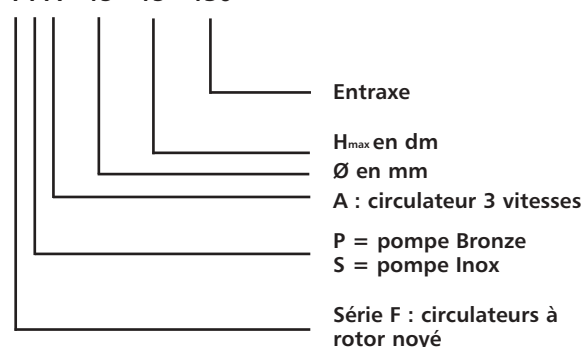 Entraxe
Hmax en dm
Ø en mm
A : circulateur 3 vitesses
P = pompe Bronze
S = pompe Inox
Série F : circulateurs à
rotor noyé